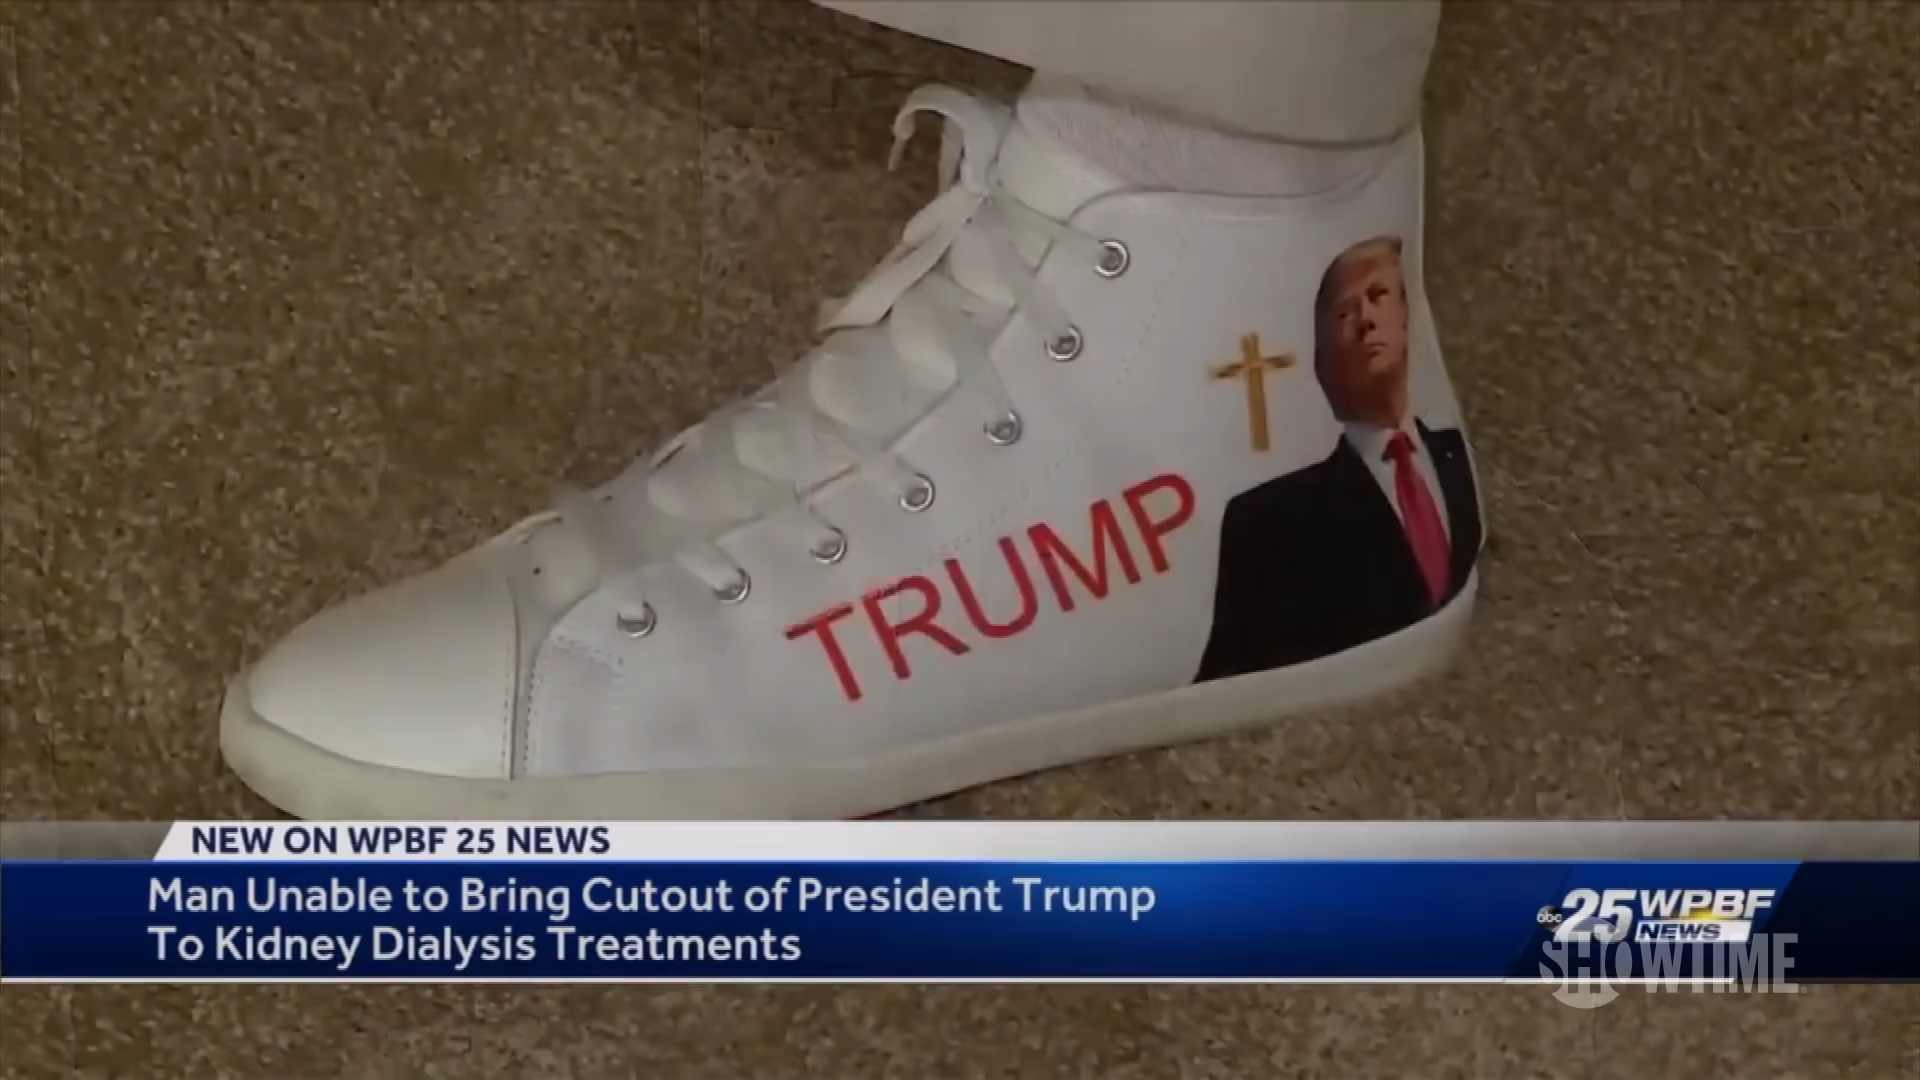 TRUMP
NEW ON WPBF 25 NEWS
Man Unable to Bring Cutout of President Trump
To Kidney Dialysis Treatments
abc 25 WPBF
NEWS
SHOWTIME